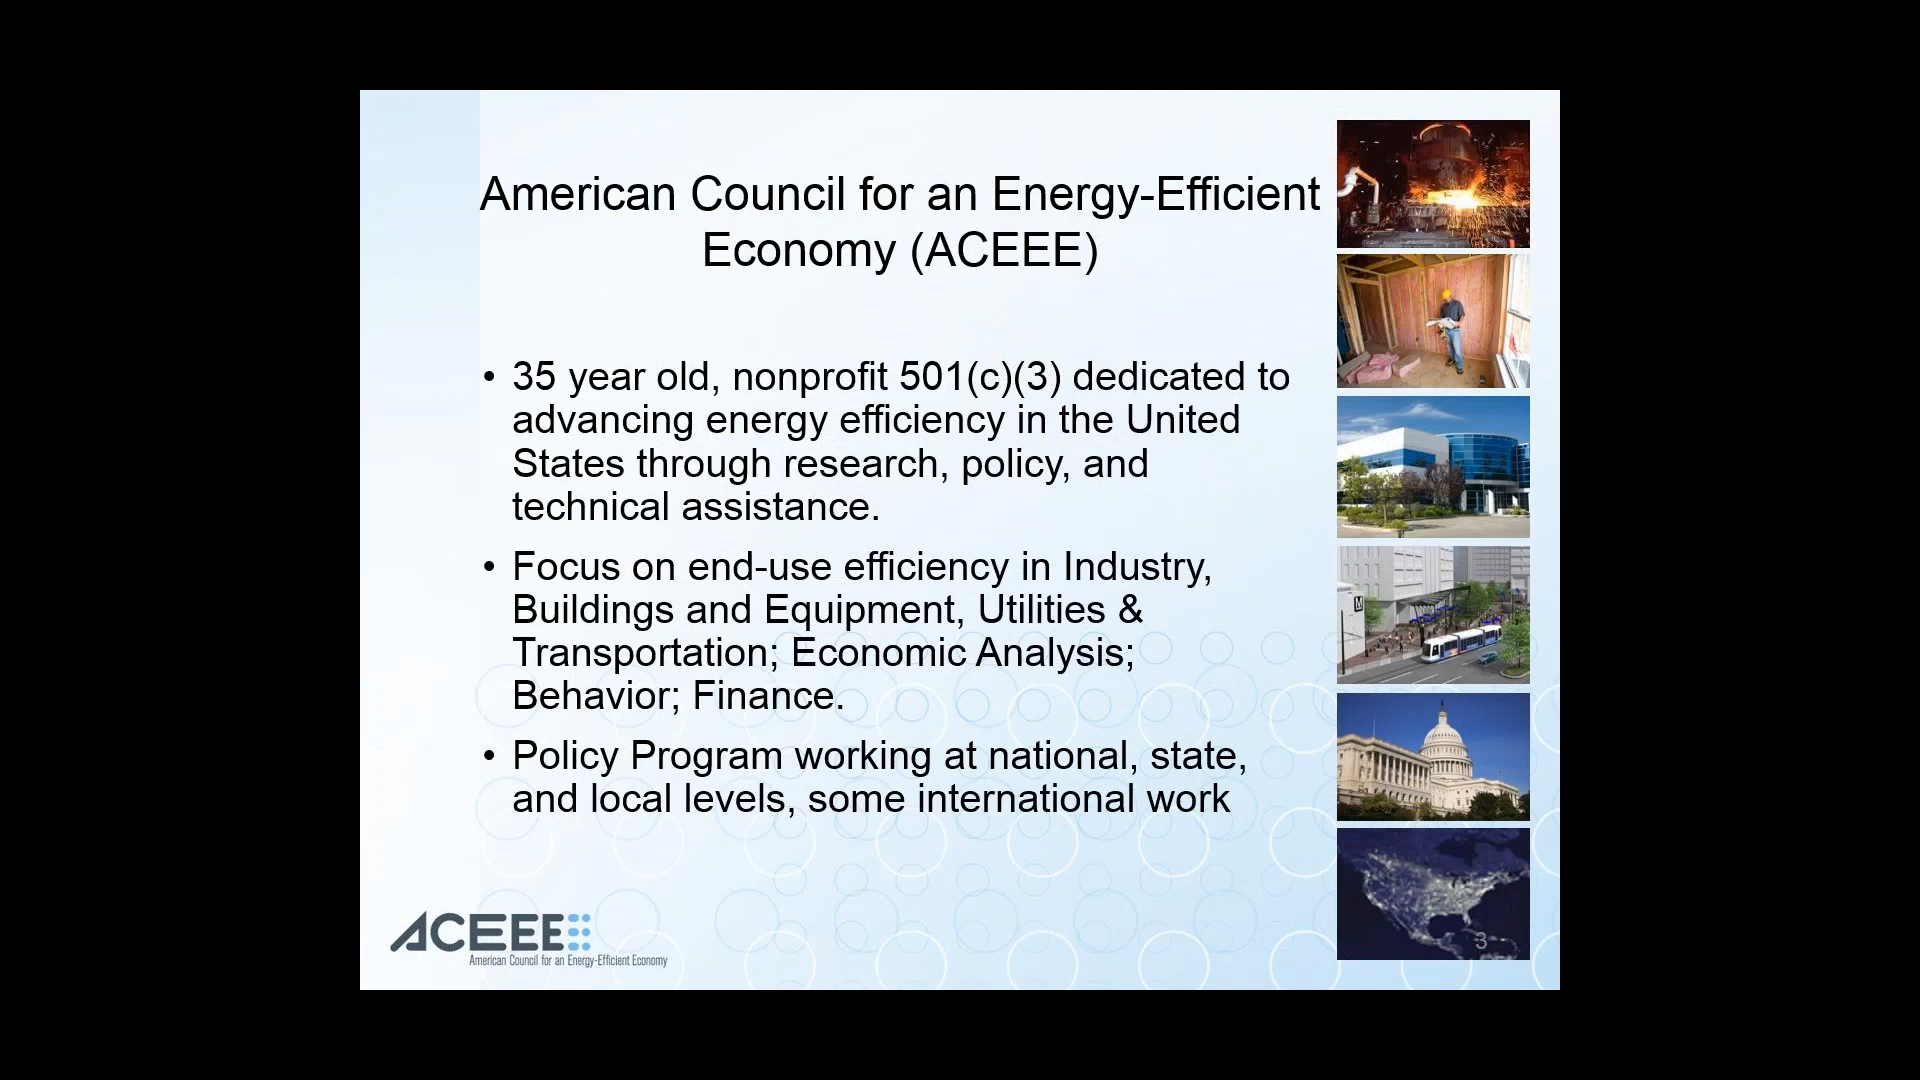 American Council for an Energy-Efficient
Economy (ACEEE)
• 35 year old, nonprofit 501(c)(3) dedicated to
advancing energy efficiency in the United
States through research, policy, and
technical assistance.
• Focus on end-use efficiency in Industry,
Buildings and Equipment, Utilities &
Transportation; Economic Analysis;
Behavior; Finance.
• Policy Program working at national, state,
and local levels, some international work
ACEEE
American Council for an Energy-Efficient Economy
M
3